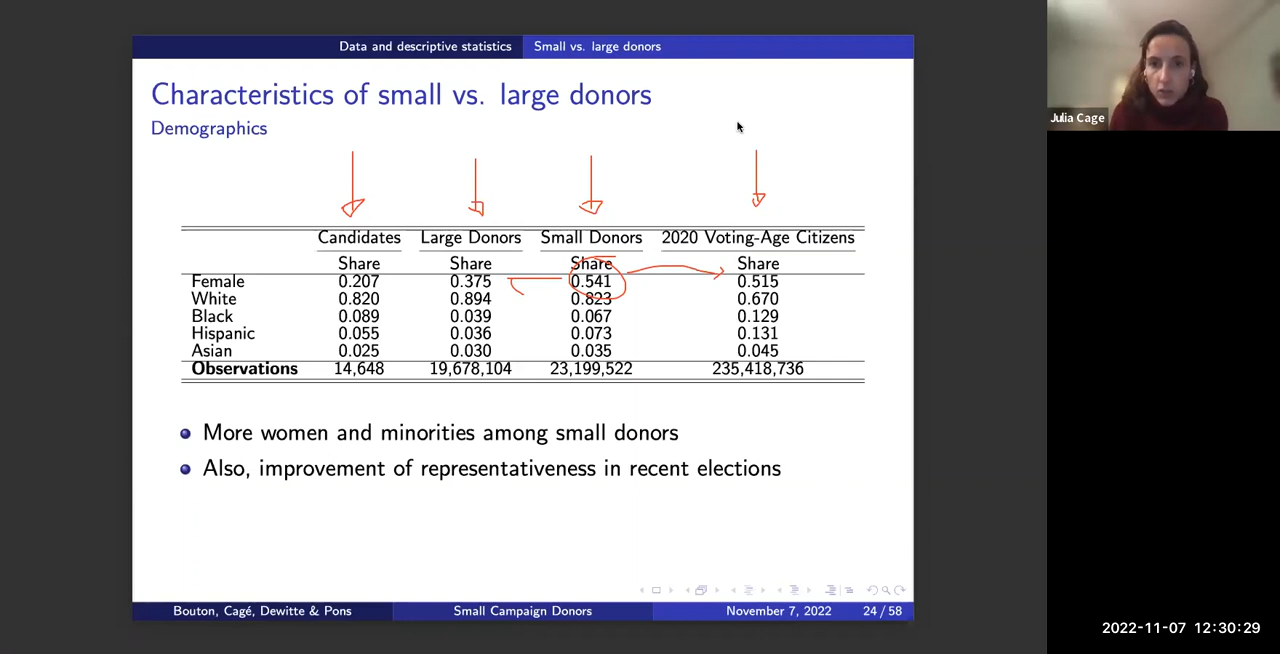 Data and descriptive statistics Small vs. large donors
Characteristics of small vs. large donors
Demographics
Candidates Large Donors Small Donors 2020 Voting-Age Citizens
Share Share Share Share
Female 0.207 0.375 0.541 0.515
White 0.820 0.894 0.823 0.670
Black 0.089 0.039 0.067 0.129
Hispanic 0.055 0.036 0.073 0.131
Asian 0.025 0.030 0.035 0.045
Observations 14,648 19,678,104 23,199,522 235,418,736
More women and minorities among small donors
Also, improvement of representativeness in recent elections
Bouton, Cagé, Dewitte & Pons Small Campaign Donors November 7, 2022 24 / 58
Julia Cage
2022-11-07 12:30:29